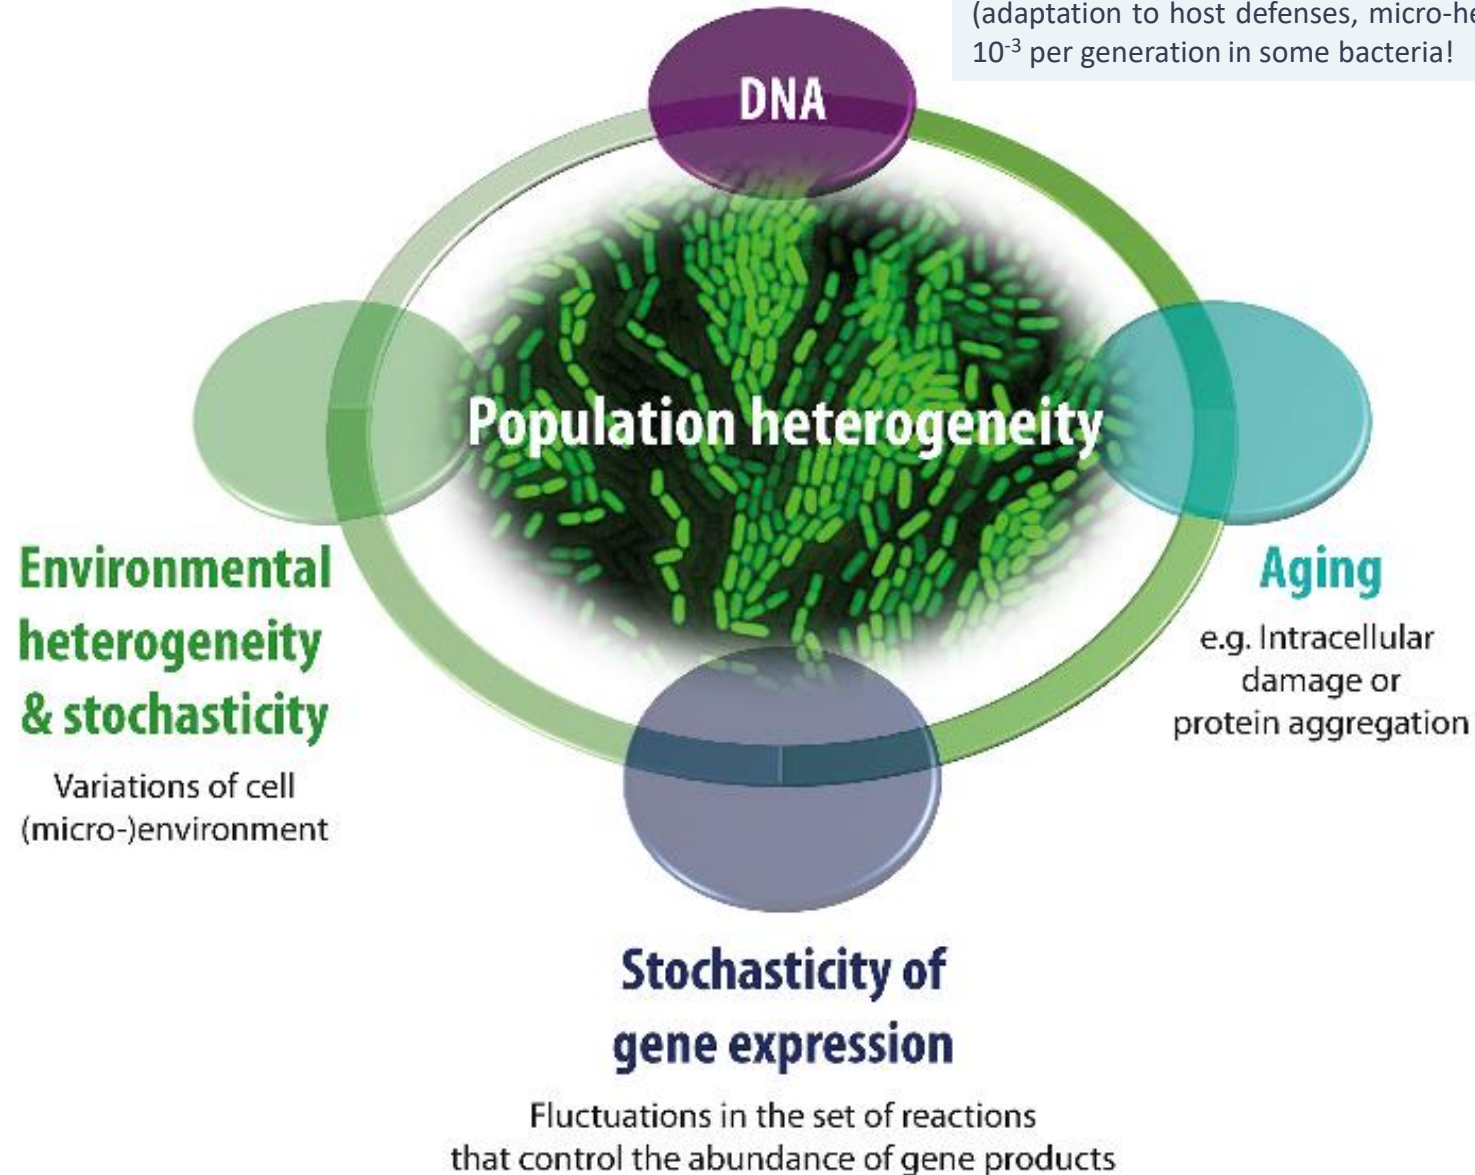 (adaptation to host defenses,
10⁻³ per generation in some bacteria!
DNA
Population heterogeneity
Environmental
heterogeneity
& stochasticity
Variations of cell
(micro-)environment
Aging
e.g. Intracellular
damage or
protein aggregation
Stochasticity of
gene expression
Fluctuations in the set of reactions
that control the abundance of gene products